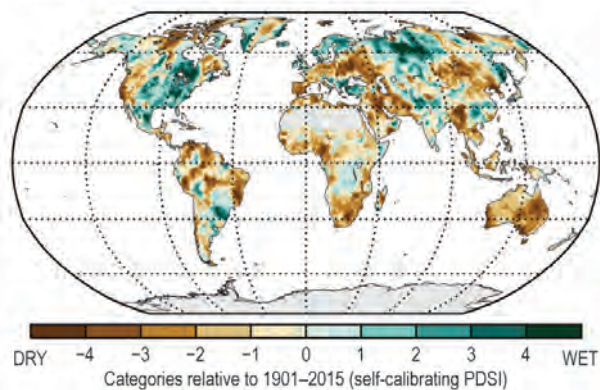 DRY −4 −3 −2 −1 0 1 2 3 4 WET
Categories relative to 1901–2015 (self-calibrating PDSI)